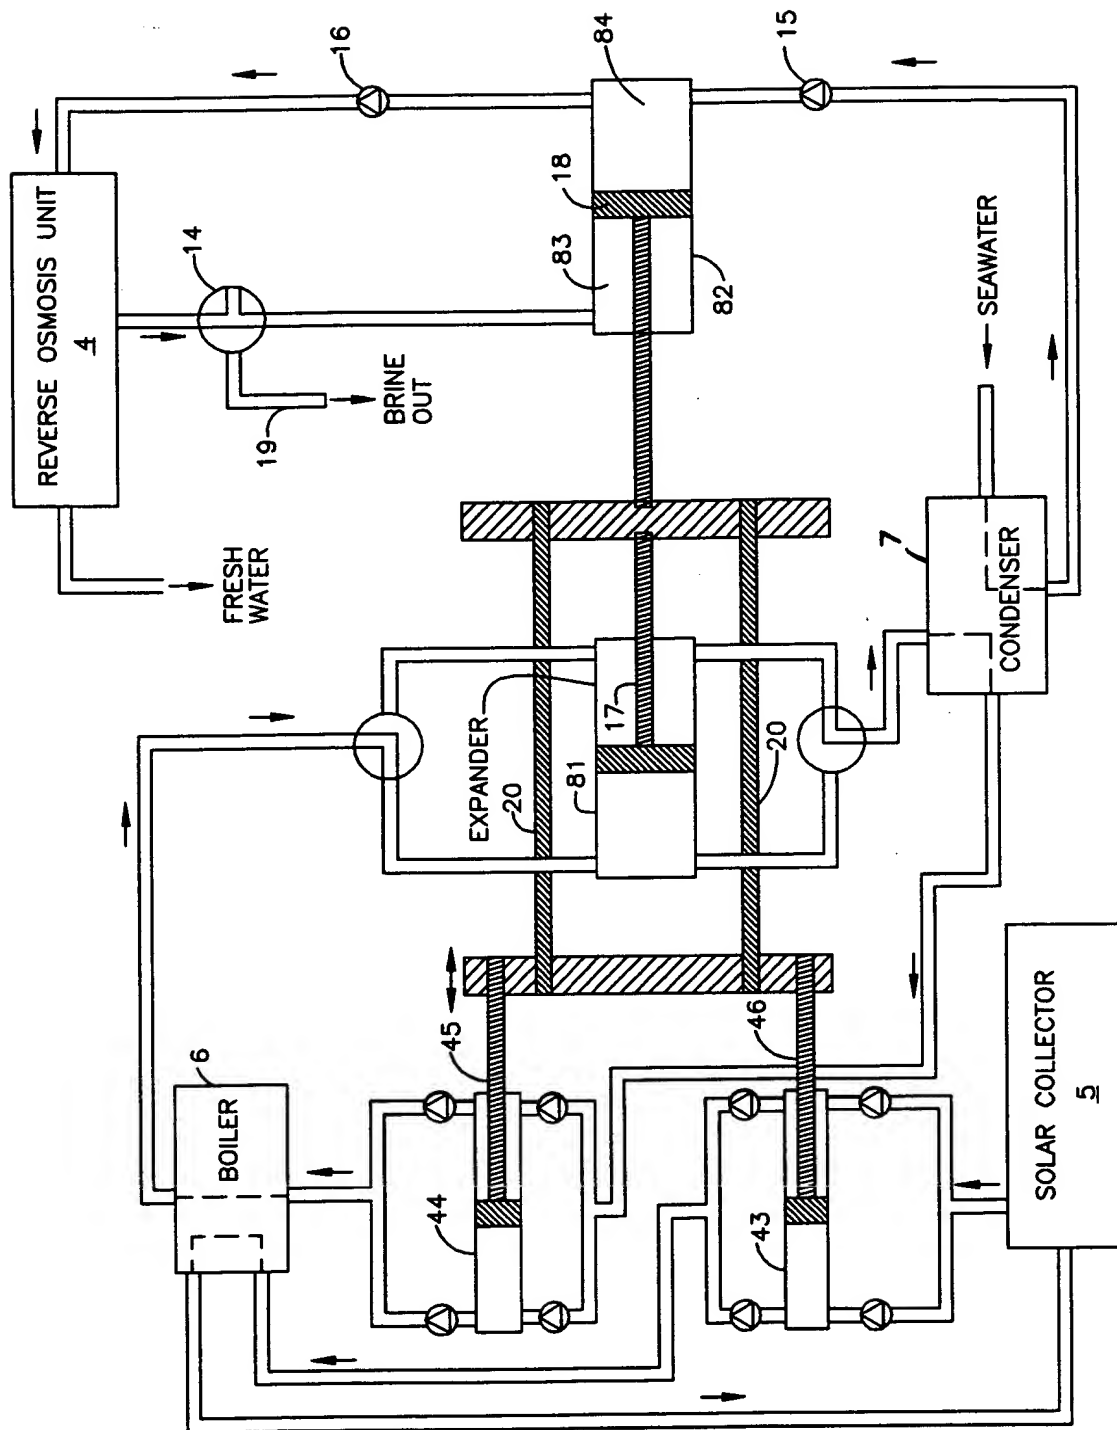 REVERSE OSMOSIS UNIT
4
16
84
15
14
18
83
82
19
BRINE
OUT
SEAWATER
FRESH
WATER
7
CONDENSER
EXPANDER
17
81
20
20
6
BOILER
45
46
44
43
SOLAR COLLECTOR
5